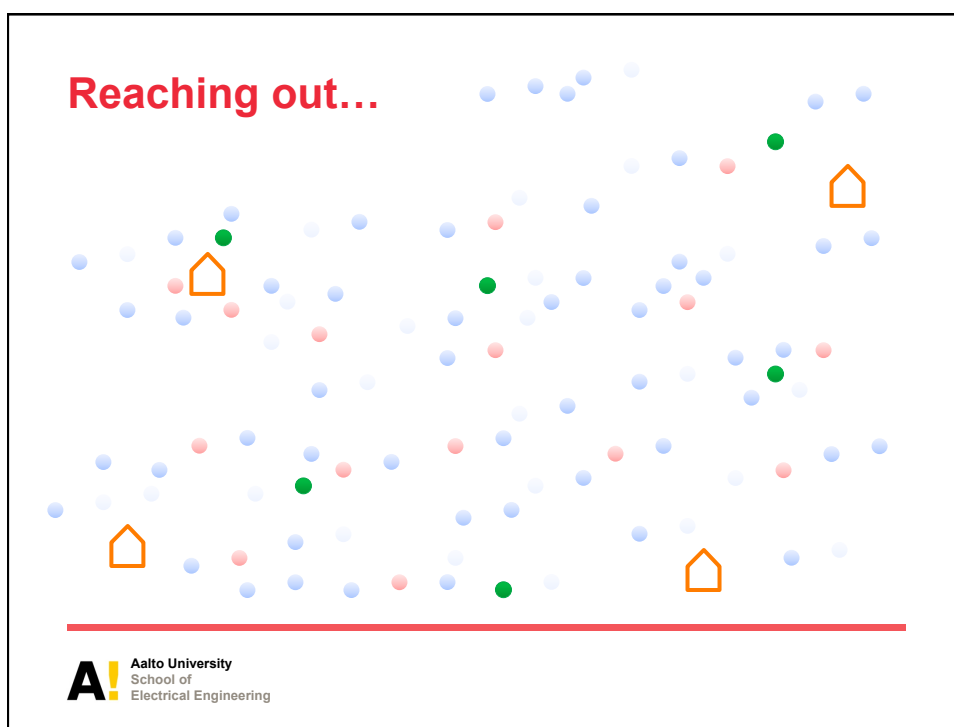 Reaching out…
A!
Aalto University
School of
Electrical Engineering